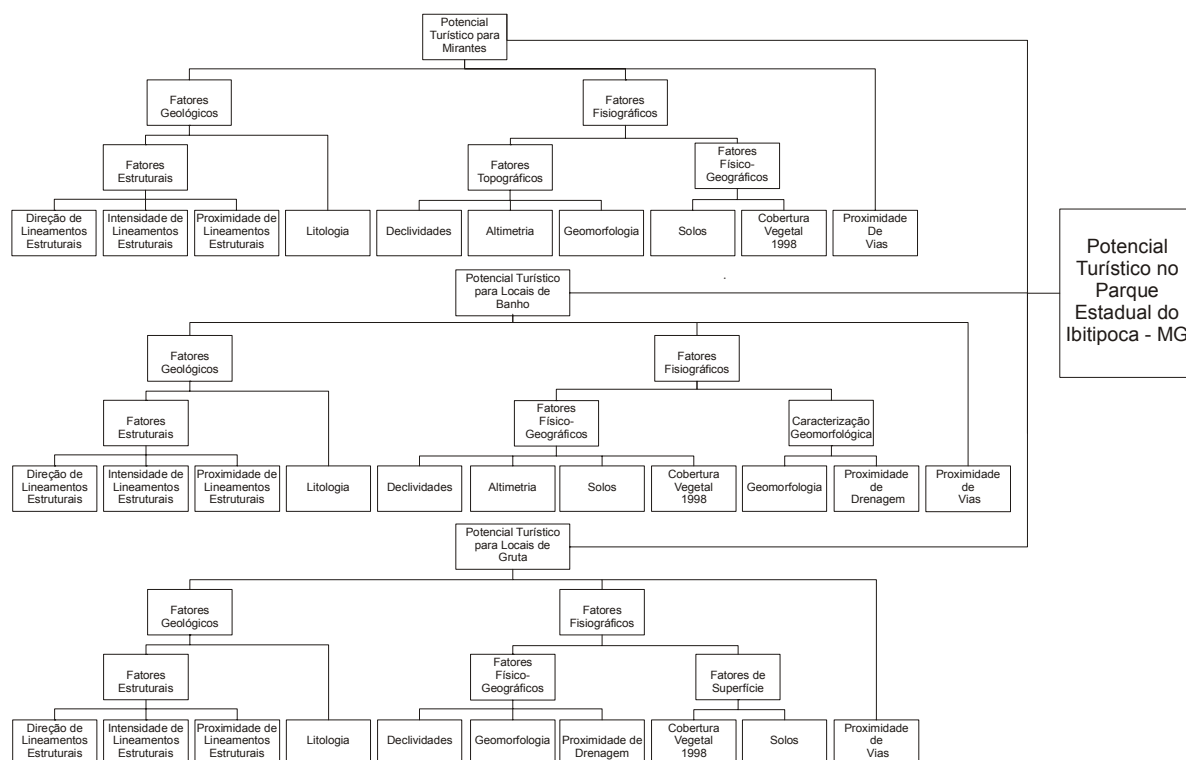 Potencial
Turístico para
Mirantes
Fatores
Geológicos
Fatores
Fisiográficos
Fatores
Estruturais
Fatores
Topográficos
Fatores
Físico-
Geográficos
Direção de
Lineamentos
Estruturais
Intensidade de
Lineamentos
Estruturais
Proximidade de
Lineamentos
Estruturais
Litologia
Declividades
Altimetria
Geomorfologia
Solos
Cobertura
Vegetal
1998
Proximidade
De
Vias
Potencial
Turístico no
Parque
Estadual do
Ibitipoca - MG
Potencial Turístico
para Locais de
Banho
Fatores
Geológicos
Fatores
Fisiográficos
Fatores
Estruturais
Fatores
Físico-
Geográficos
Caracterização
Geomorfológica
Direção de
Lineamentos
Estruturais
Intensidade de
Lineamentos
Estruturais
Proximidade de
Lineamentos
Estruturais
Litologia
Declividades
Altimetria
Solos
Cobertura
Vegetal
1998
Geomorfologia
Proximidade
de
Drenagem
Proximidade
de
Vias
Potencial Turístico
para Locais de
Gruta
Fatores
Geológicos
Fatores
Fisiográficos
Fatores
Estruturais
Fatores
Físico-
Geográficos
Fatores de
Superfície
Direção de
Lineamentos
Estruturais
Intensidade de
Lineamentos
Estruturais
Proximidade de
Lineamentos
Estruturais
Litologia
Declividades
Geomorfologia
Proximidade de
Drenagem
Cobertura
Vegetal
1998
Solos
Proximidade
de
Vias